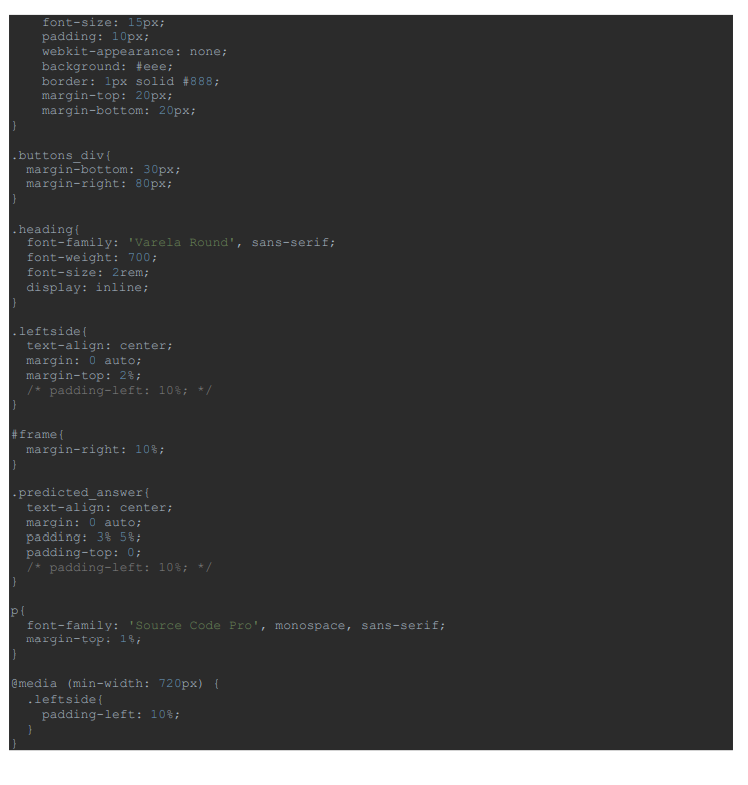 font-size: 15px;
    padding: 10px;
    webkit-appearance: none;
    background: #eee;
    border: 1px solid #888;
    margin-top: 20px;
    margin-bottom: 20px;
}

.buttons_div{
  margin-bottom: 30px;
  margin-right: 80px;
}

.heading{
  font-family: 'Varela Round', sans-serif;
  font-weight: 700;
  font-size: 2rem;
  display: inline;
}

.leftside{
  text-align: center;
  margin: 0 auto;
  margin-top: 2%;
  /* padding-left: 10%; */
}

#frame{
  margin-right: 10%;
}

.predicted_answer{
  text-align: center;
  margin: 0 auto;
  padding: 3% 5%;
  padding-top: 0;
  /* padding-left: 10%; */
}

p{
  font-family: 'Source Code Pro', monospace, sans-serif;
  margin-top: 1%;
}

@media (min-width: 720px) {
  .leftside{
    padding-left: 10%;
  }
}